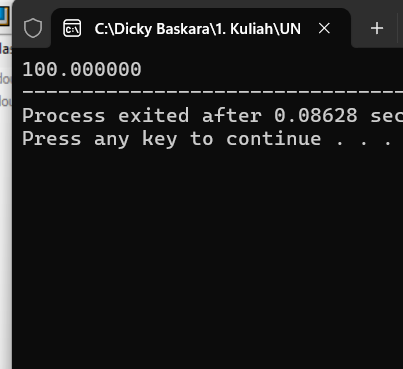 C:\Dicky Baskara\1. Kuliah\UN
100.000000
--------------------------------
Process exited after 0.08628 sec
Press any key to continue . . .